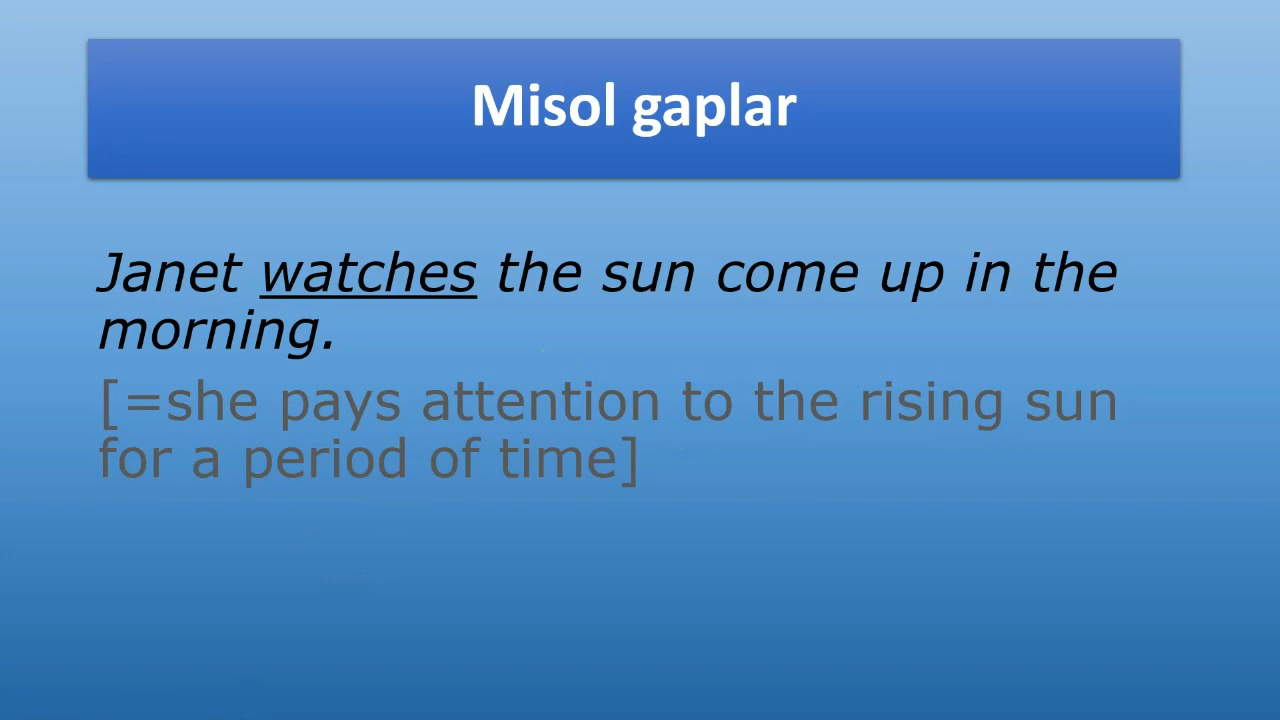 Misol gaplar
Janet watches the sun come up in the
morning.
[=she pays attention to the rising sun
for a period of time]